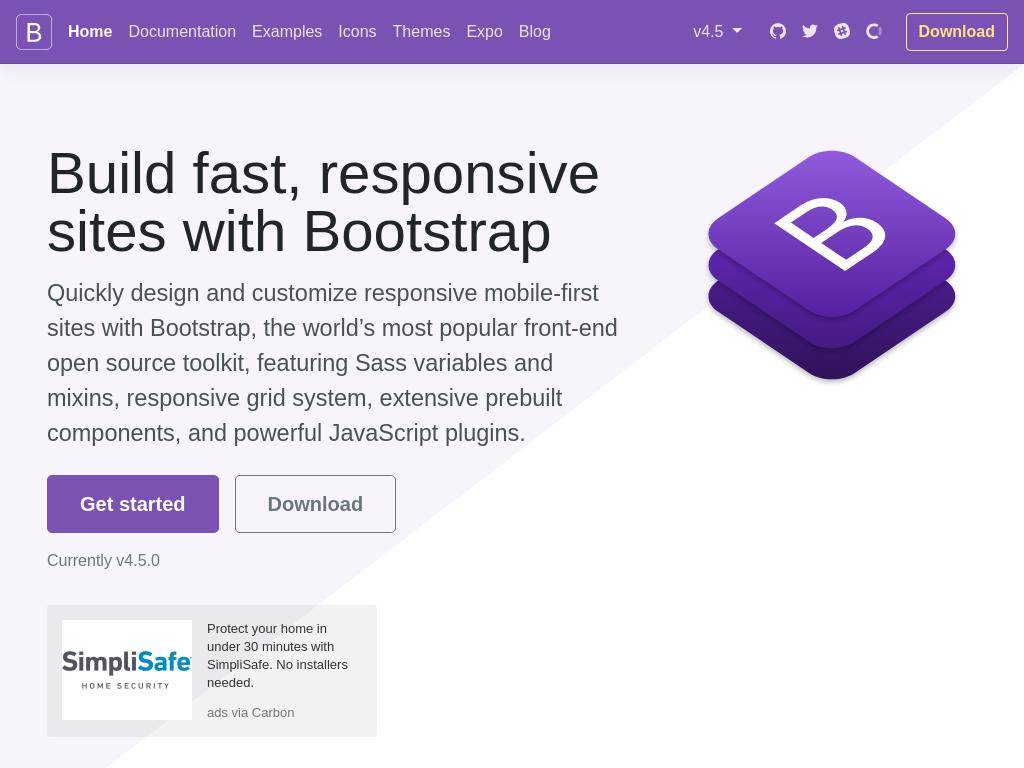 B
Home Documentation Examples Icons Themes Expo Blog v4.5 Download
Build fast, responsive
sites with Bootstrap
B
Quickly design and customize responsive mobile-first
sites with Bootstrap, the world’s most popular front-end
open source toolkit, featuring Sass variables and
mixins, responsive grid system, extensive prebuilt
components, and powerful JavaScript plugins.
Get started Download
Currently v4.5.0
SimpliSafe
HOME SECURITY
Protect your home in
under 30 minutes with
SimpliSafe. No installers
needed.
ads via Carbon